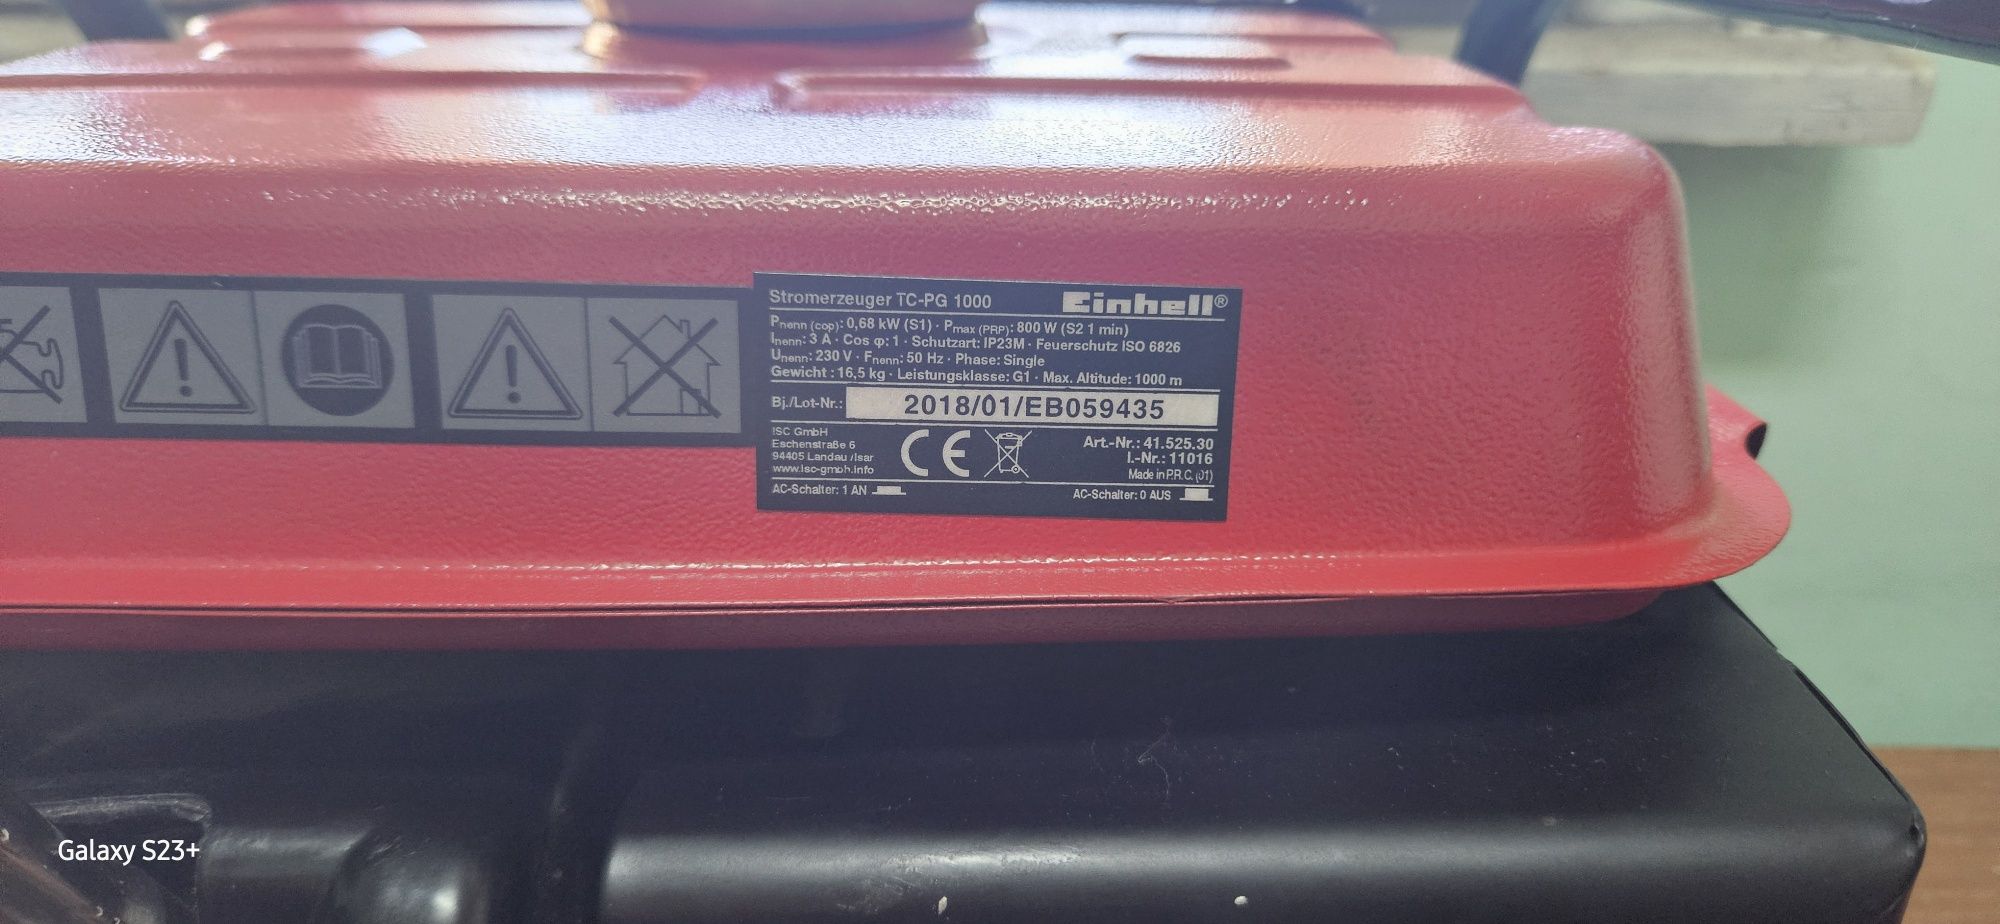 Stromerzeuger TC-PG 1000 Einhell®
Pnenn (cop): 0,68 kW (S1) · Pmax (PRP): 800 W (S2 1 min)
Inenn: 3 A · Cos φ: 1 · Schutzart: IP23M · Feuerschutz ISO 6826
Unenn: 230 V · Fnenn: 50 Hz · Phase: Single
Gewicht : 16,5 kg · Leistungsklasse: G1 · Max. Altitude: 1000 m
Bj./Lot-Nr.: 2018/01/EB059435
ISC GmbH
Eschenstraße 6
94405 Landau /Isar
www.isc-gmbh.info
CE
Art.-Nr.: 41.525.30
I.-Nr.: 11016
Made in P.R.C. (01)
AC-Schalter: 1 AN
AC-Schalter: 0 AUS
Galaxy S23+